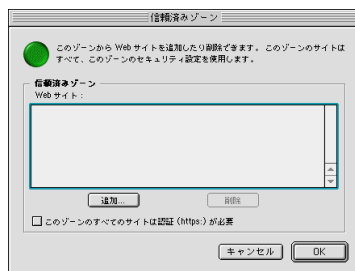 信頼済みゾーン
このゾーンから Web サイトを追加したり削除できます。このゾーンのサイトは
すべて、このゾーンのセキュリティ設定を使用します。
信頼済みゾーン
Web サイト：
追加...
削除
このゾーンのすべてのサイトは認証 (https:) が必要
キャンセル
OK